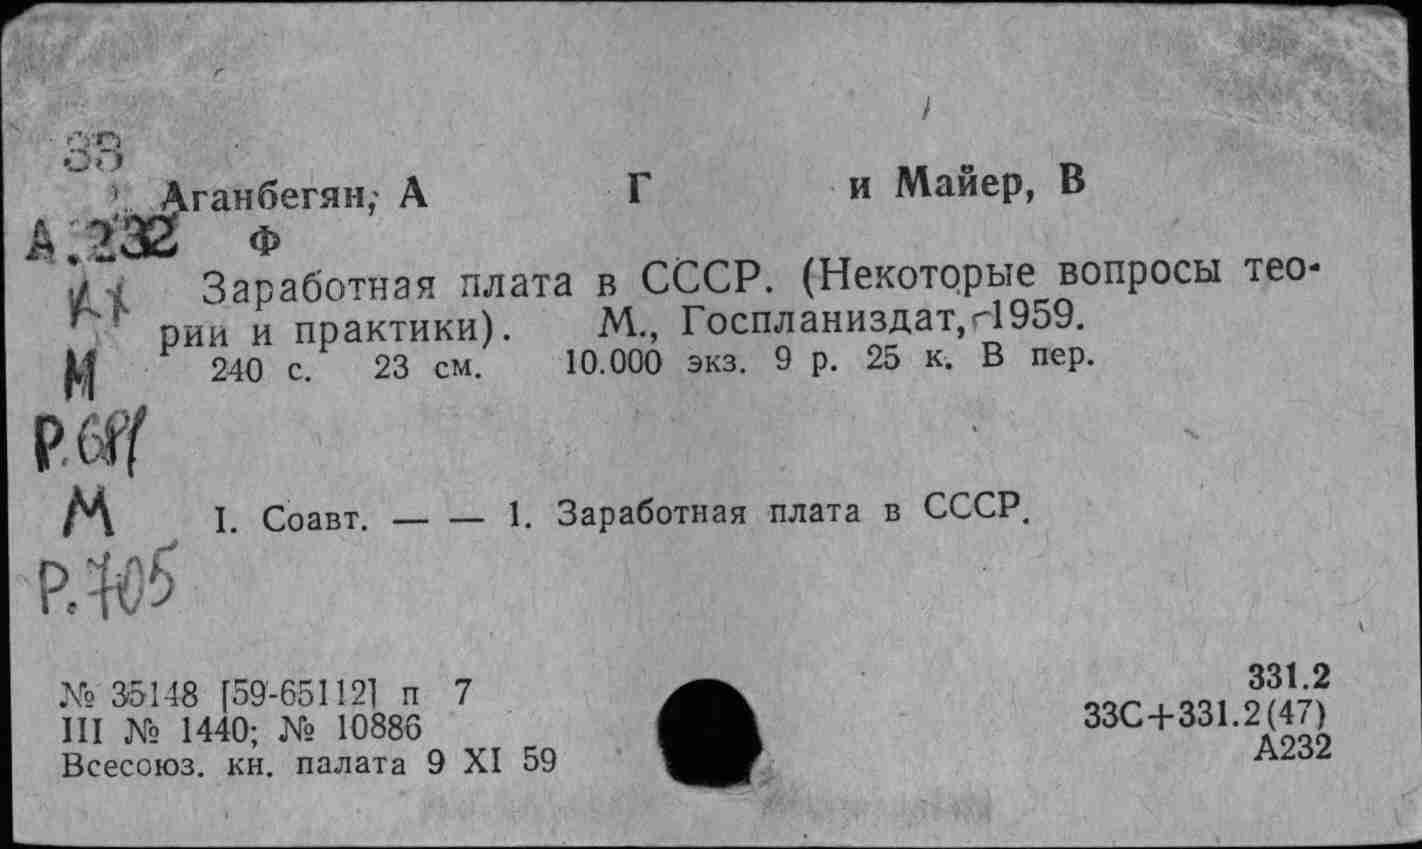 33
Аганбегян, А Г и Майер, В
А.232 Ф
Заработная плата в СССР. (Некоторые вопросы тео-
рии и практики). М., Госпланиздат, 1959.
М 240 с. 23 см. 10.000 экз. 9 р. 25 к. В пер.
М I. Соавт. — — 1. Заработная плата в СССР.
Р.705
№ 35148 [59-65112] п 7
III № 1440; № 10886
Всесоюз. кн. палата 9 XI 59
331.2
33С+331.2(47)
А232